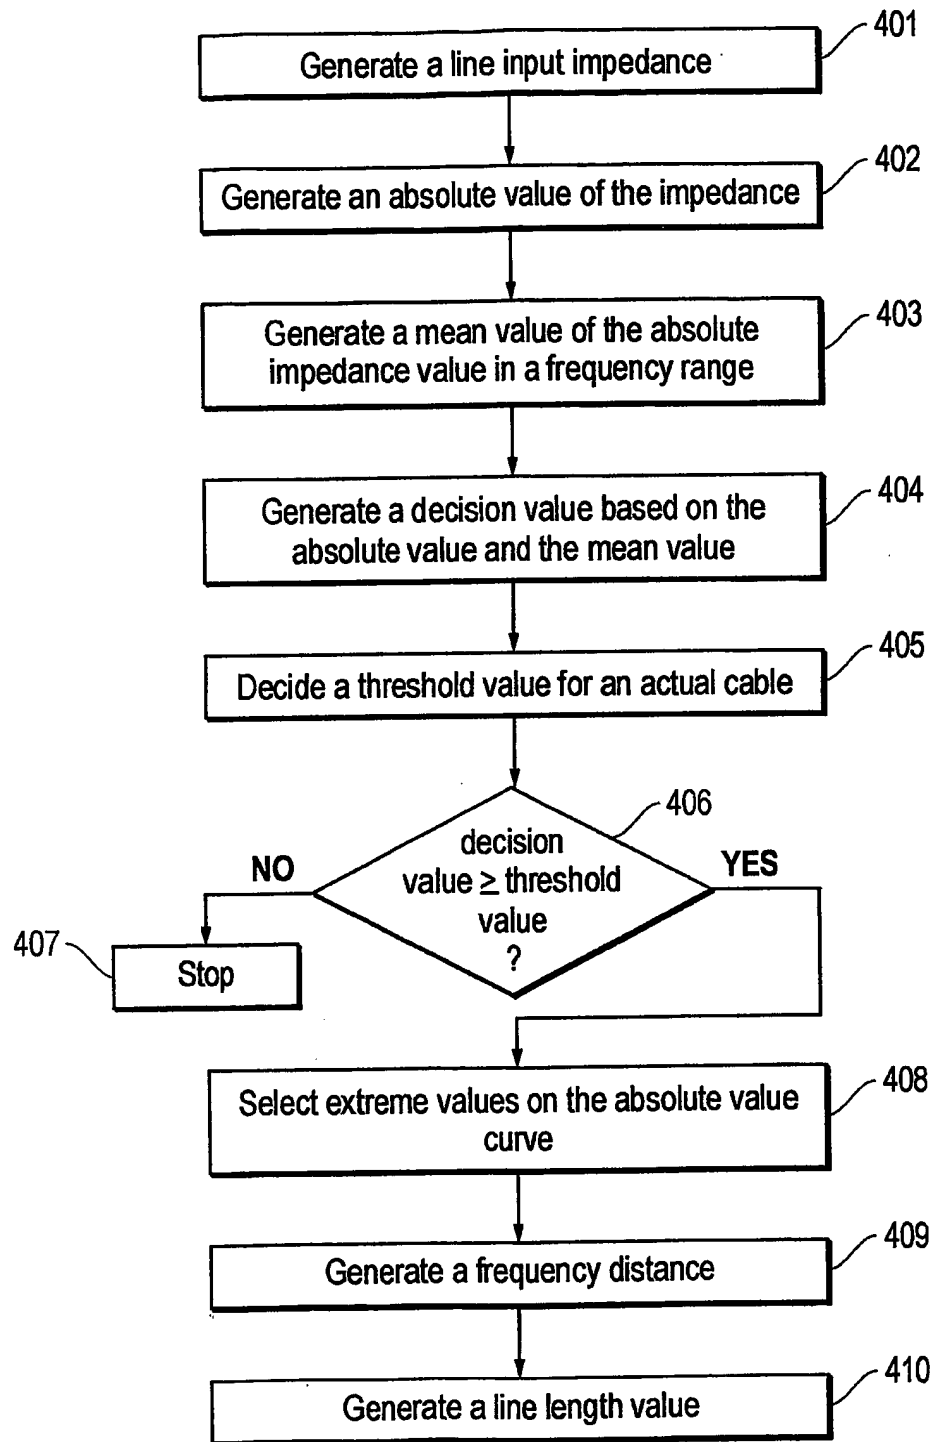 401
Generate a line input impedance
402
Generate an absolute value of the impedance
403
Generate a mean value of the absolute
impedance value in a frequency range
404
Generate a decision value based on the
absolute value and the mean value
405
Decide a threshold value for an actual cable
406
decision
value ≥ threshold
value
?
NO
YES
407
Stop
408
Select extreme values on the absolute value
curve
409
Generate a frequency distance
410
Generate a line length value